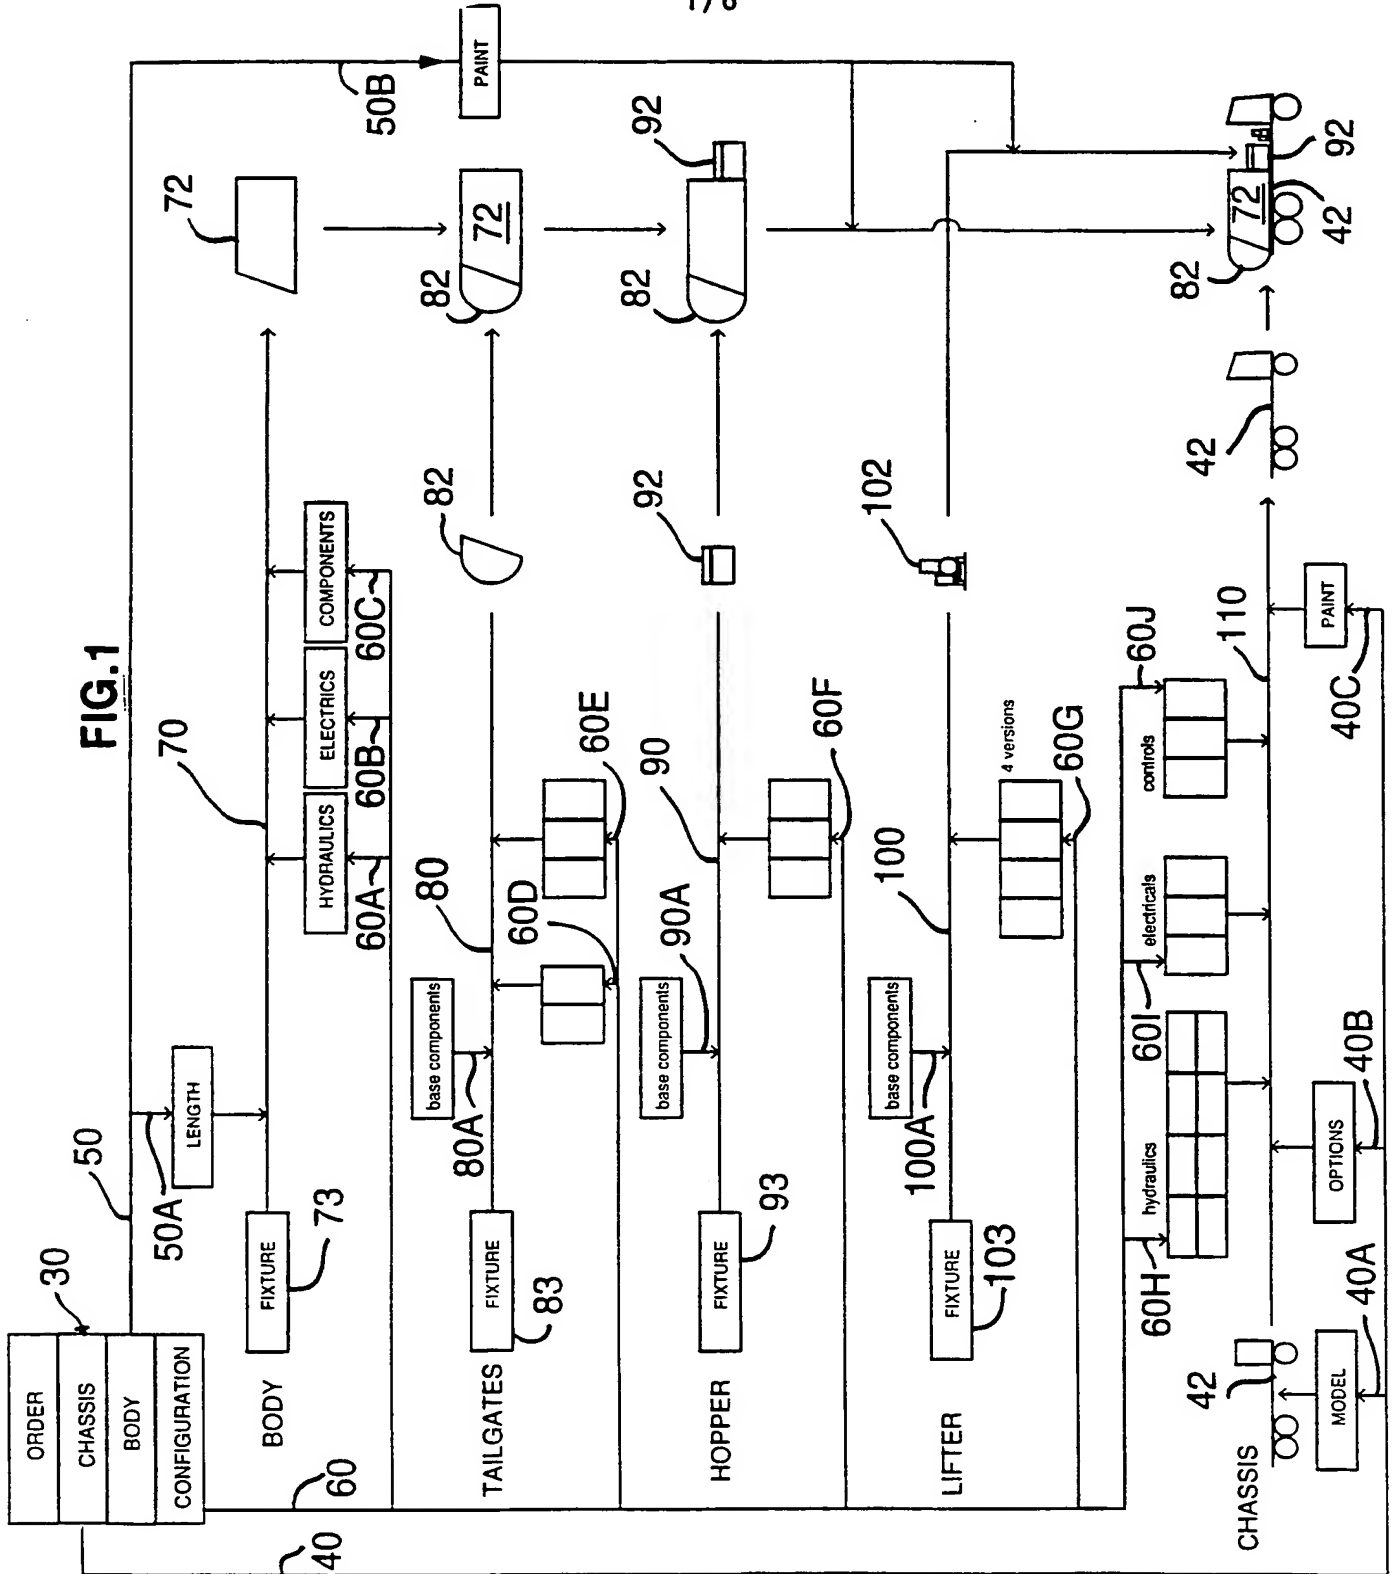 FIG.1
ORDER
CHASSIS
BODY
CONFIGURATION
30
40
50
60
50A
LENGTH
50B
PAINT
BODY
FIXTURE
73
70
HYDRAULICS
ELECTRICS
COMPONENTS
60A
60B
60C
72
TAILGATES
FIXTURE
83
base components
80A
80
60D
60E
82
82
72
HOPPER
FIXTURE
93
base components
90A
90
60F
92
82
92
LIFTER
FIXTURE
103
base components
100A
100
4 versions
60G
102
60H
hydraulics
60I
electricals
controls
60J
CHASSIS
42
MODEL
40A
OPTIONS
40B
110
PAINT
40C
42
82
72
42
92